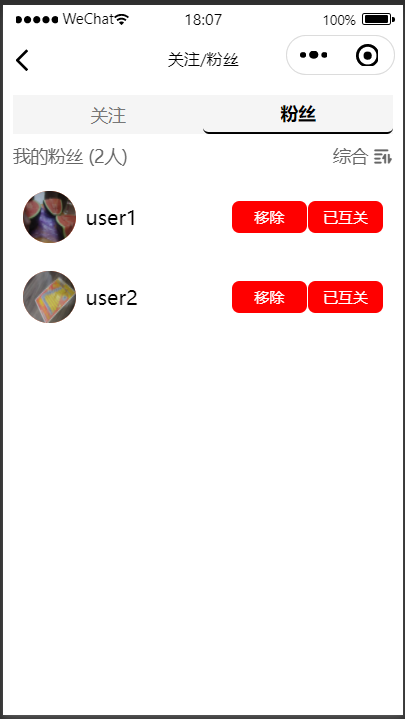 WeChat 18:07 100%
关注/粉丝
关注 粉丝
我的粉丝 (2人) 综合
user1 移除 已互关
user2 移除 已互关